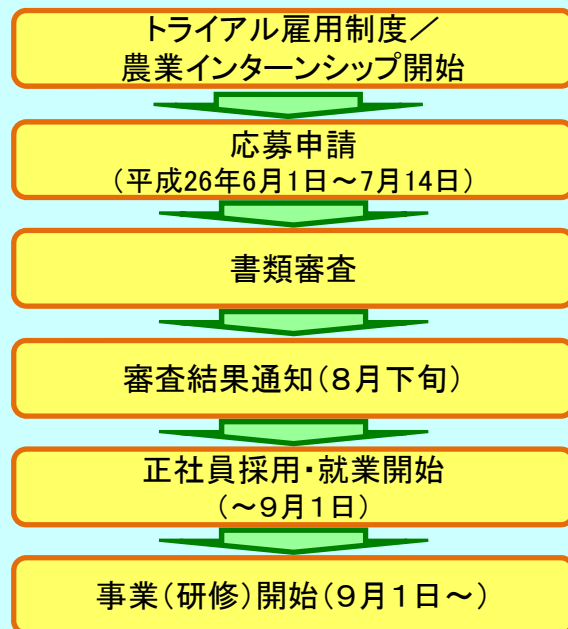 トライアル雇用制度／
農業インターンシップ開始
応募申請
（平成26年6月1日～7月14日）
書類審査
審査結果通知（８月下旬）
正社員採用・就業開始
（～９月１日）
事業（研修）開始（９月１日～）